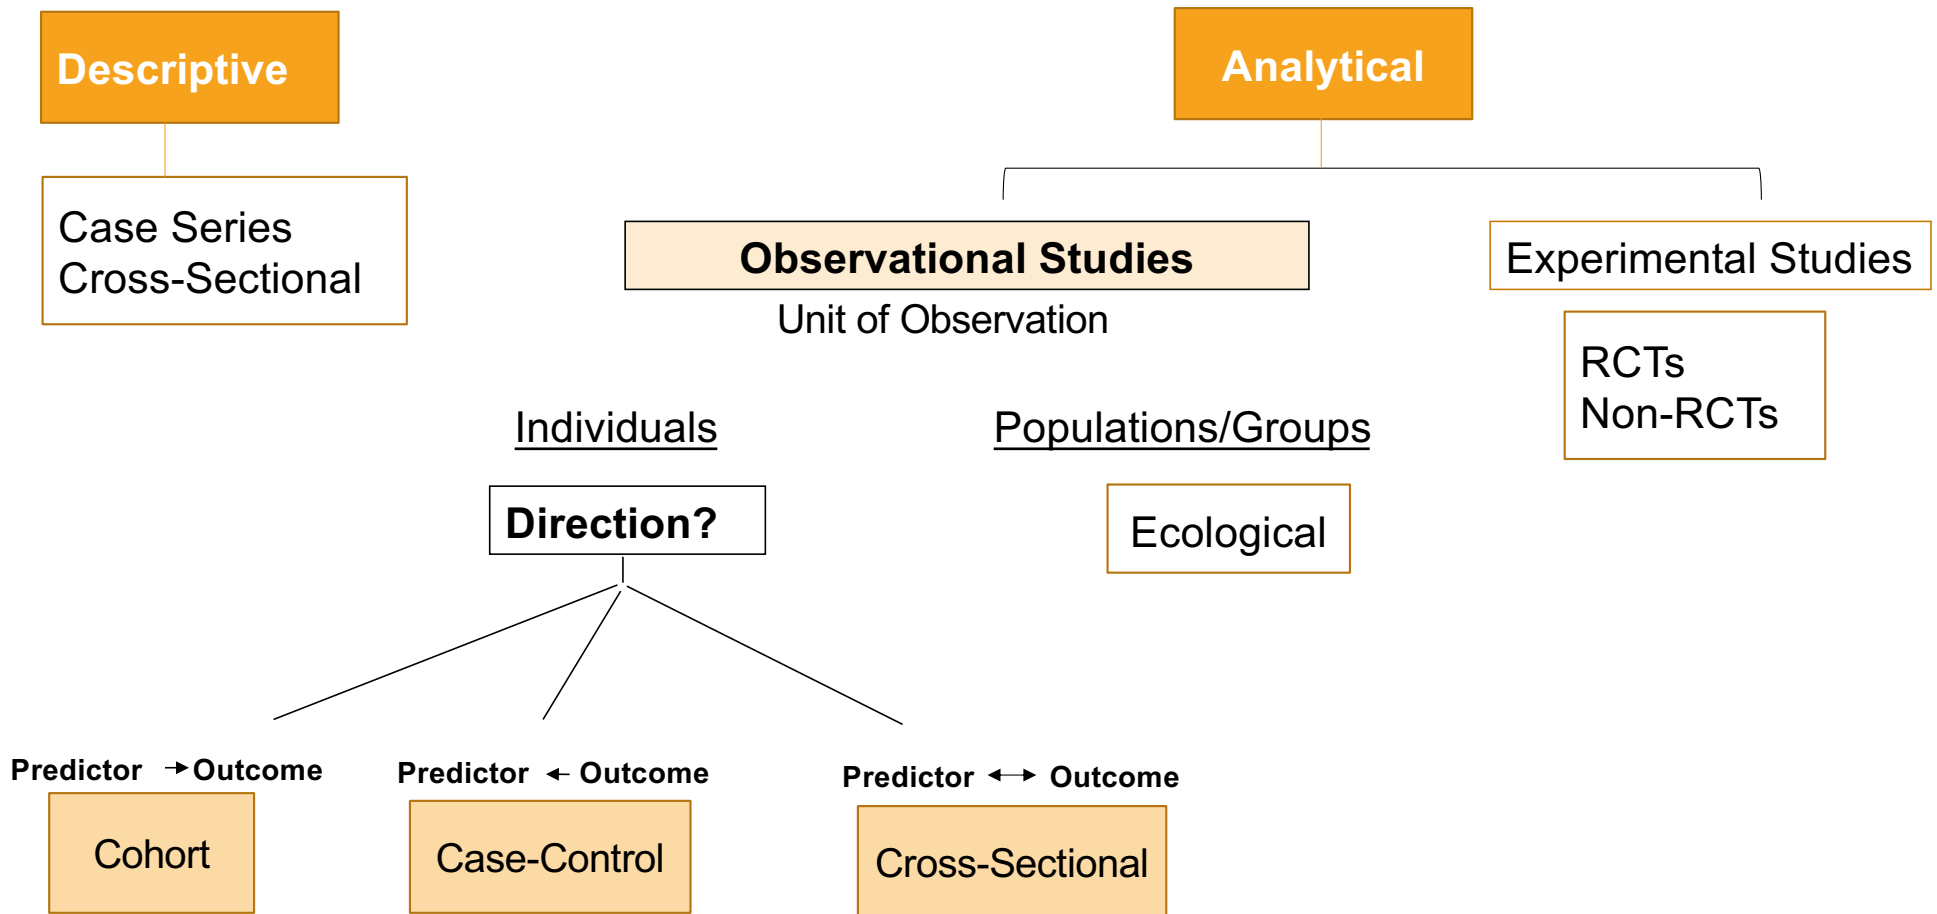 Descriptive
Analytical
Case Series
Cross-Sectional
Observational Studies
Experimental Studies
Unit of Observation
RCTs
Non-RCTs
Individuals
Populations/Groups
Direction?
Ecological
Predictor → Outcome
Predictor ← Outcome
Predictor ↔ Outcome
Cohort
Case-Control
Cross-Sectional